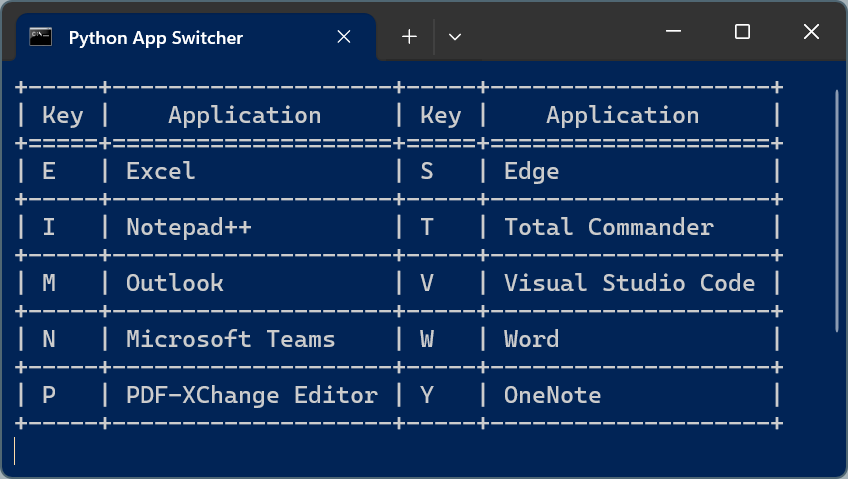 Python App Switcher
+-----+--------------------+-----+--------------------+
| Key |    Application     | Key |    Application     |
+=====+====================+=====+====================+
| E   | Excel              | S   | Edge               |
+-----+--------------------+-----+--------------------+
| I   | Notepad++          | T   | Total Commander    |
+-----+--------------------+-----+--------------------+
| M   | Outlook            | V   | Visual Studio Code |
+-----+--------------------+-----+--------------------+
| N   | Microsoft Teams    | W   | Word               |
+-----+--------------------+-----+--------------------+
| P   | PDF-XChange Editor | Y   | OneNote            |
+-----+--------------------+-----+--------------------+